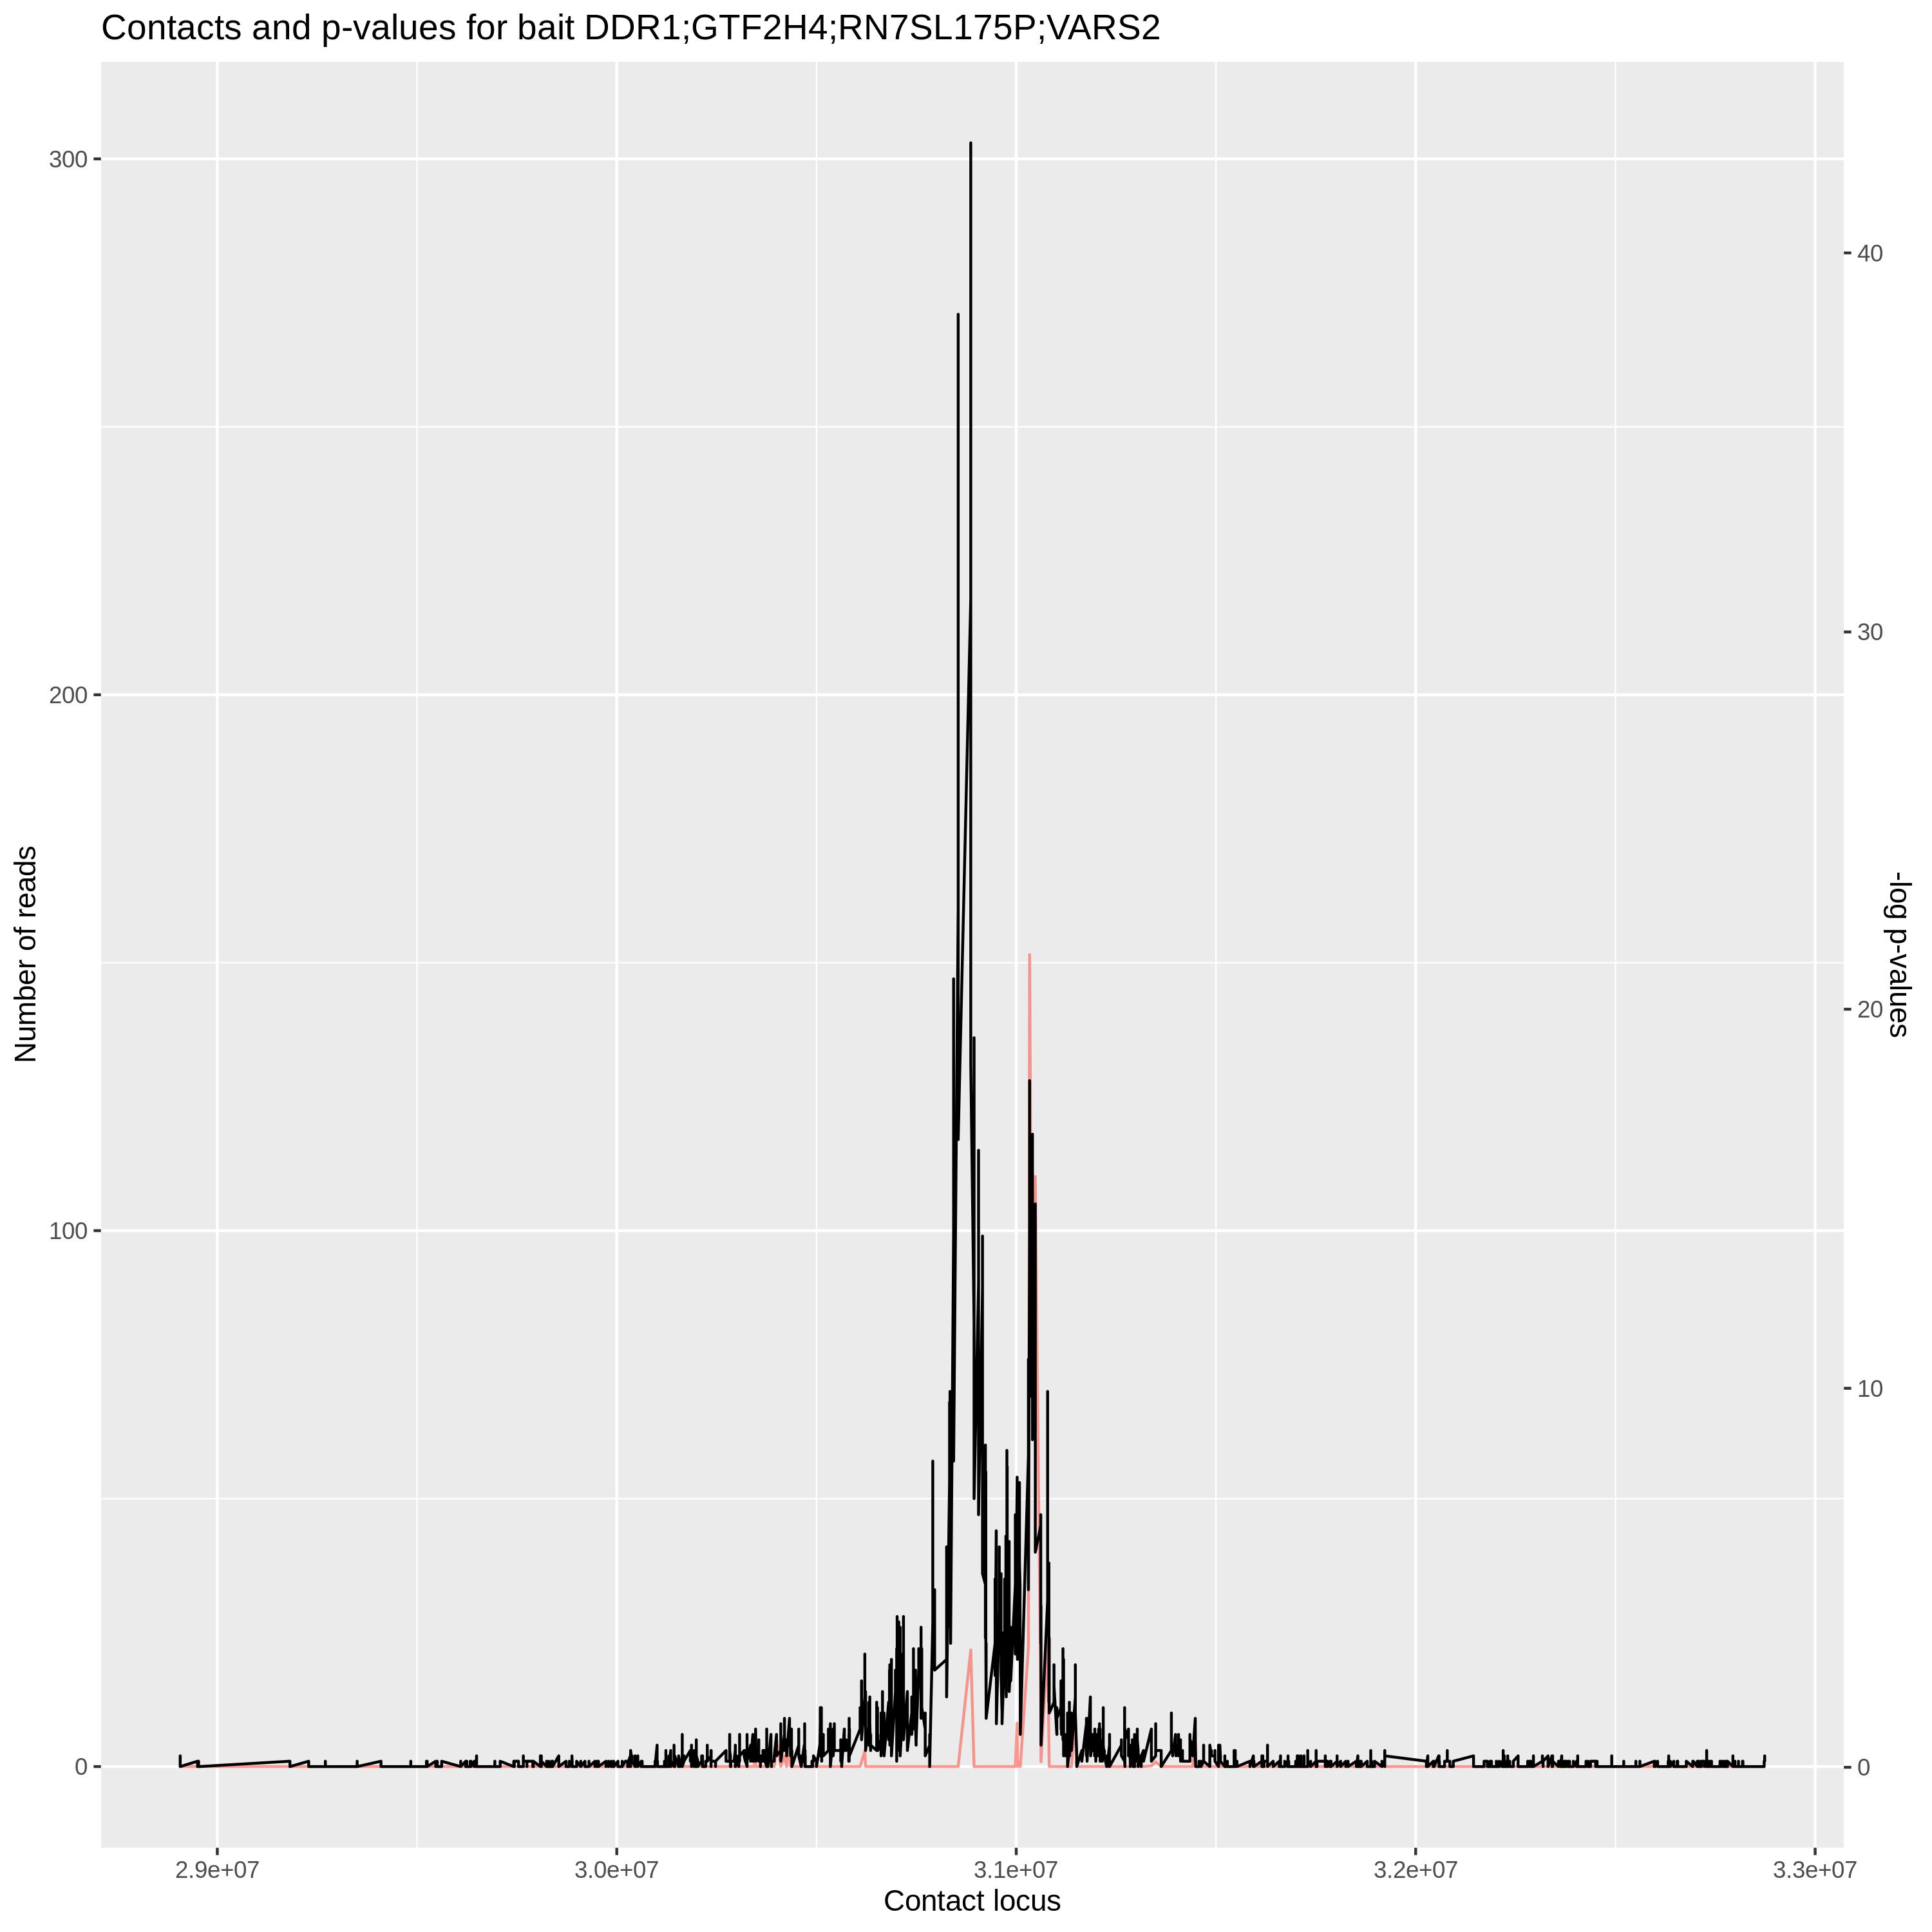 Contacts and p-values for bait DDR1;GTF2H4;RN7SL175P;VARS2
300
200
100
0
Number of reads
40
30
20
10
0
-log p-values
2.9e+07
3.0e+07
3.1e+07
3.2e+07
3.3e+07
Contact locus